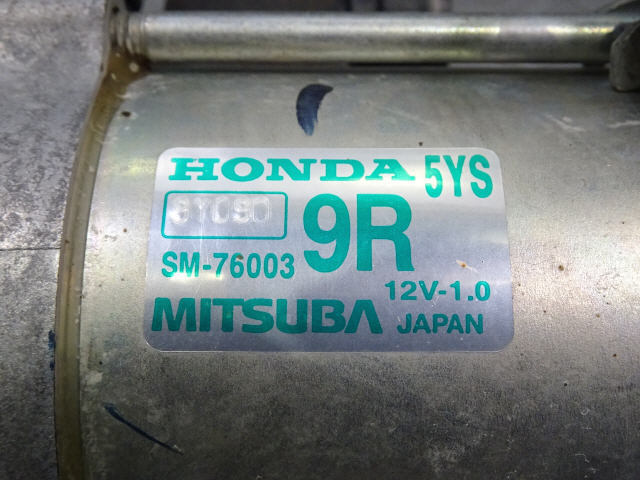 HONDA 5YS
9R
SM-76003
12V-1.0
MITSUBA JAPAN